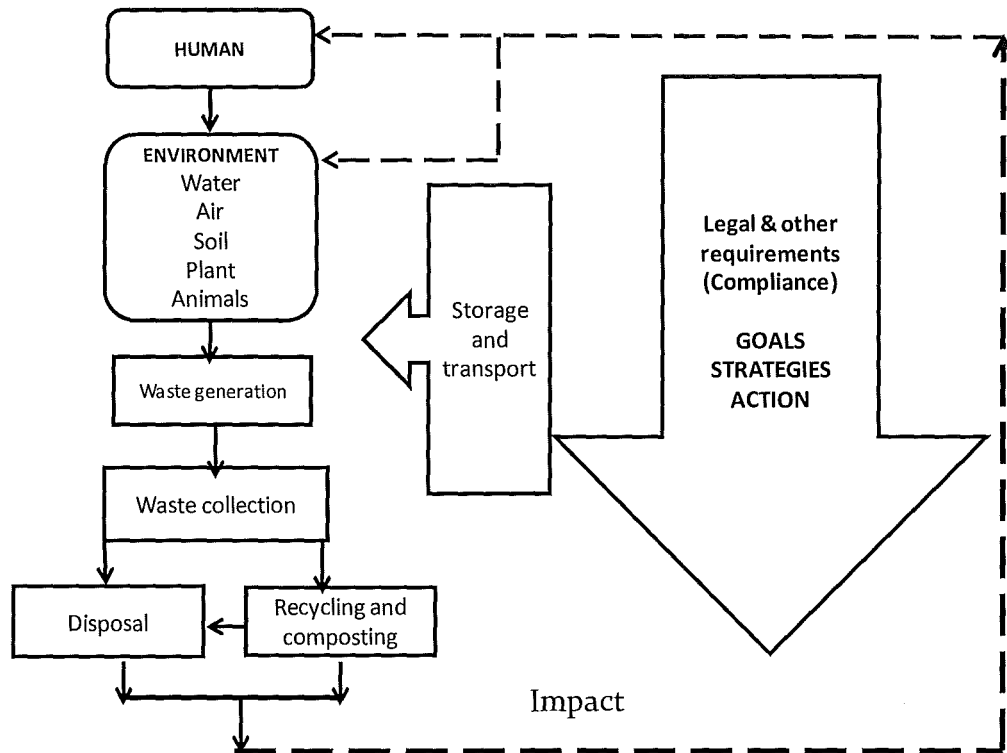 HUMAN
ENVIRONMENT
Water
Air
Soil
Plant
Animals
Waste generation
Waste collection
Disposal
Recycling and
composting
Storage
and
transport
Legal & other
requirements
(Compliance)
GOALS
STRATEGIES
ACTION
Impact